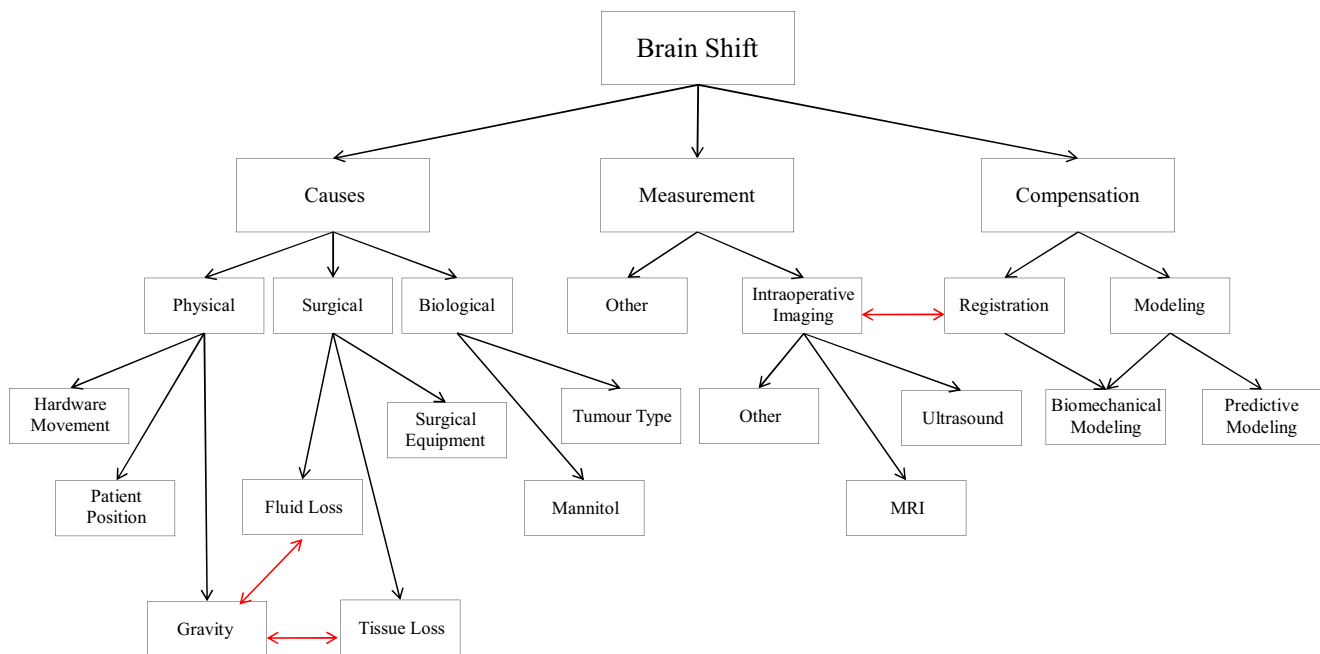 Brain Shift
Causes
Measurement
Compensation
Physical
Surgical
Biological
Other
Intraoperative
Imaging
Registration
Modeling
Hardware
Movement
Surgical
Equipment
Tumour Type
Other
Ultrasound
Biomechanical
Modeling
Predictive
Modeling
Patient
Position
Fluid Loss
Mannitol
MRI
Gravity
Tissue Loss